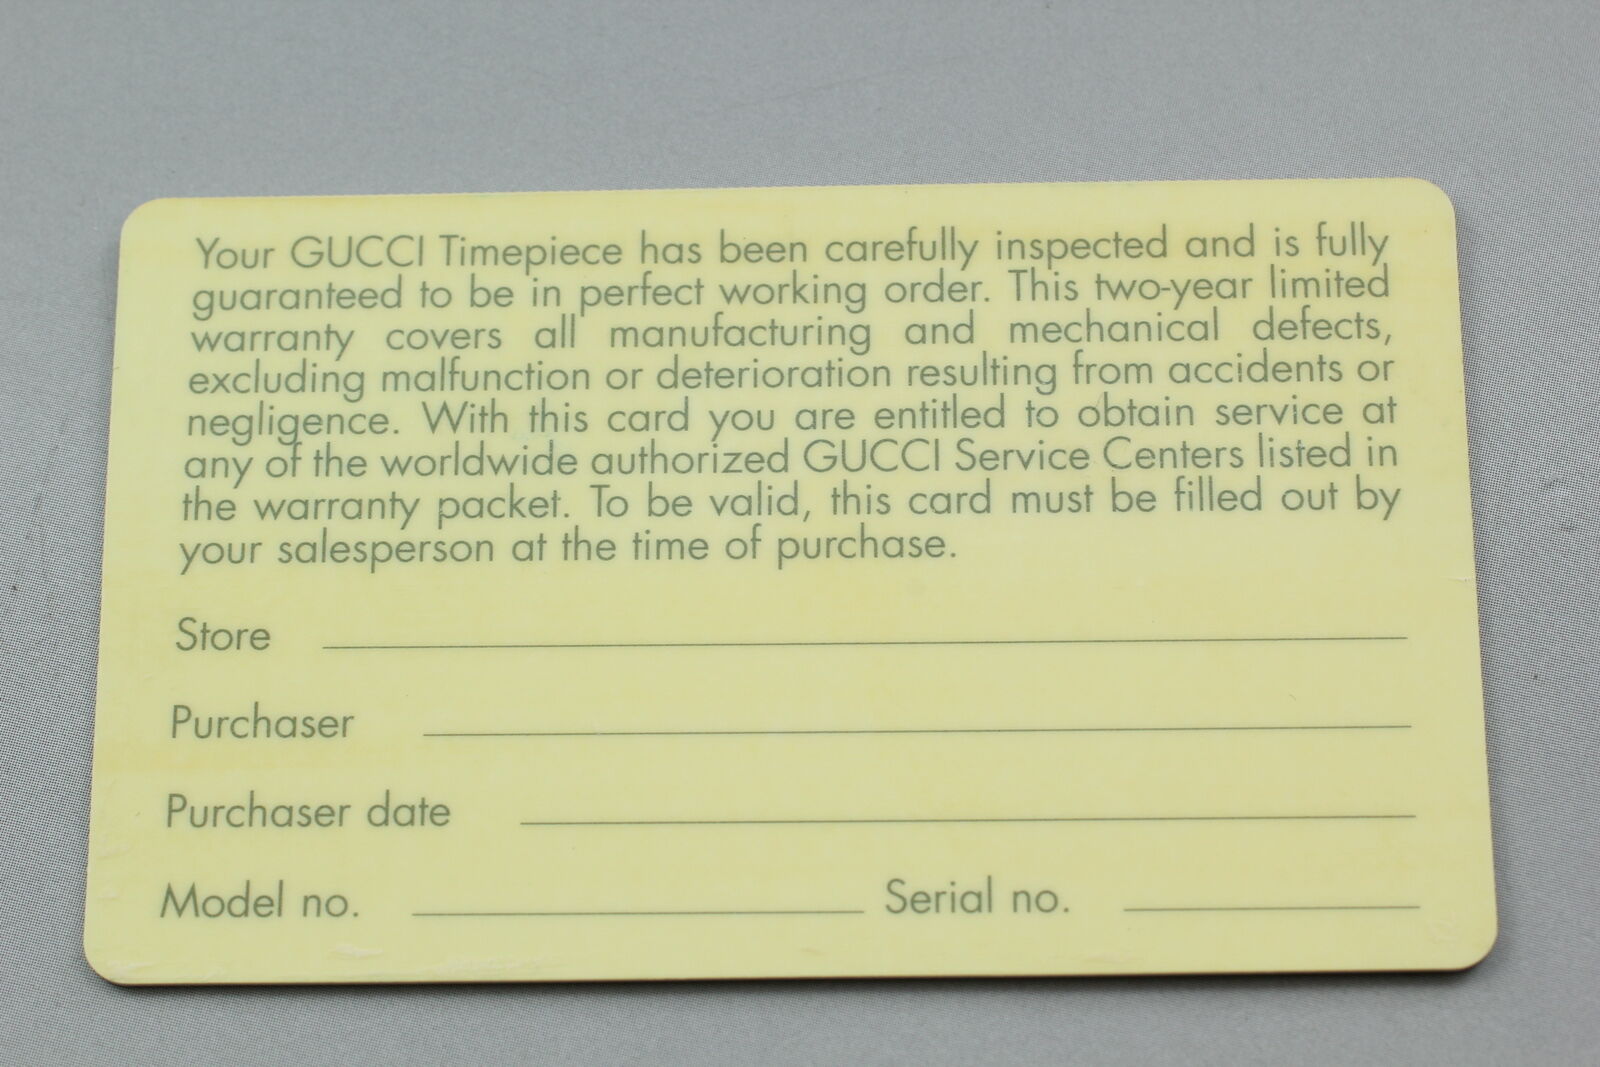 Your GUCCI Timepiece has been carefully inspected and is fully
guaranteed to be in perfect working order. This two-year limited
warranty covers all manufacturing and mechanical defects,
excluding malfunction or deterioration resulting from accidents or
negligence. With this card you are entitled to obtain service at
any of the worldwide authorized GUCCI Service Centers listed in
the warranty packet. To be valid, this card must be filled out by
your salesperson at the time of purchase.
Store
Purchaser
Purchaser date
Model no. Serial no.